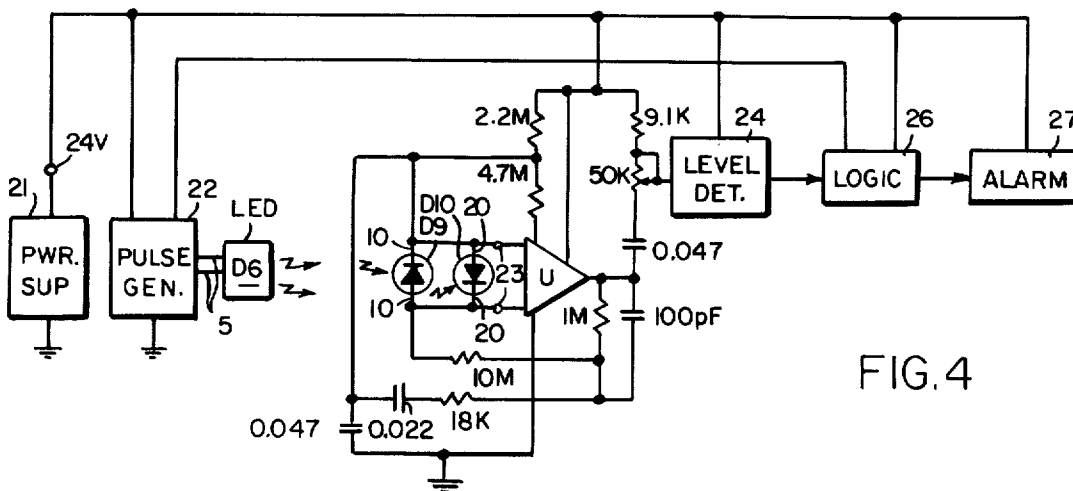 24V
21
PWR.
SUP
22
PULSE
GEN.
5
LED
D6
2.2M
4.7M
9.1K
50K
24
LEVEL
DET.
26
LOGIC
27
ALARM
D10
D9
20
10
23
10
20
U
0.047
1M
100pF
10M
18K
0.022
0.047
FIG.4